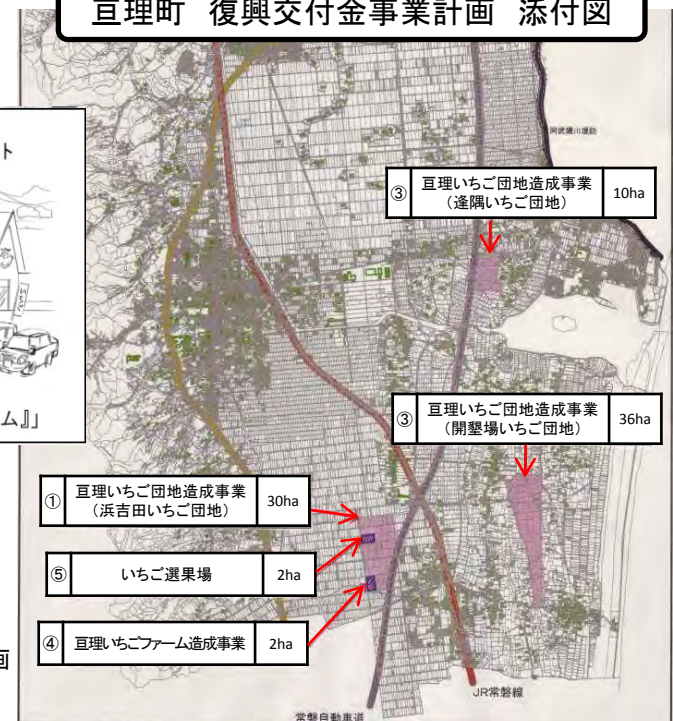 亘理町 復興交付金事業計画 添付図
ト
ム』」
阿武隈川堤防
③ 亘理いちご団地造成事業
(逢隈いちご団地) 10ha
③ 亘理いちご団地造成事業
(開墾場いちご団地) 36ha
① 亘理いちご団地造成事業
(浜吉田いちご団地) 30ha
⑤ いちご選果場 2ha
④ 亘理いちごファーム造成事業 2ha
画
JR常磐線
常磐自動車道